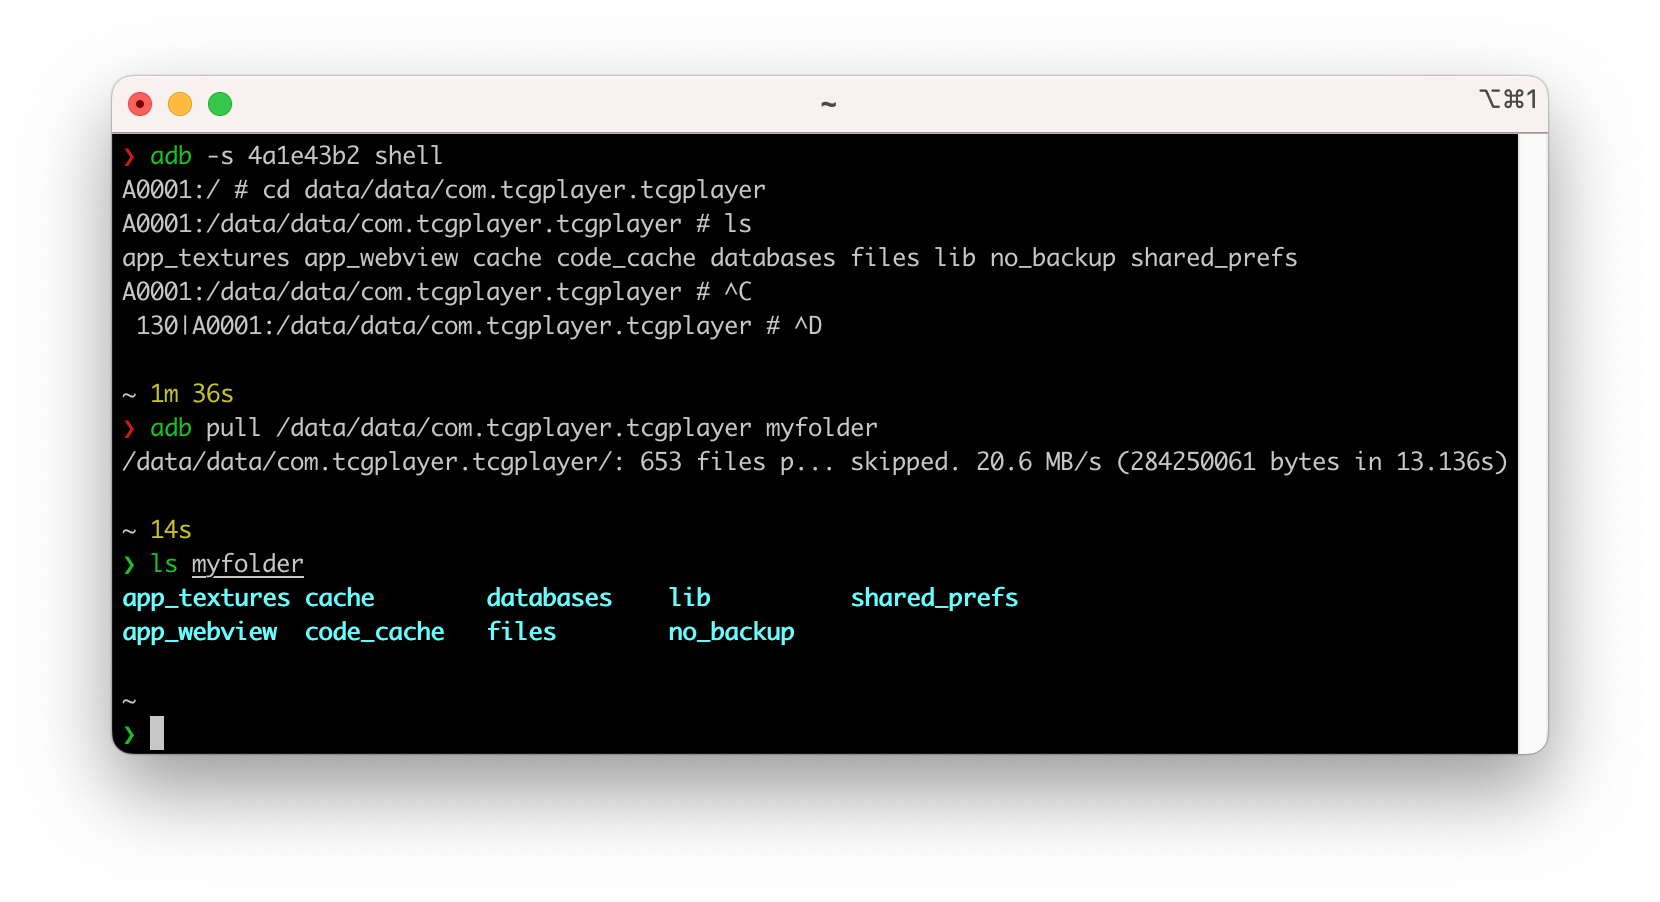 ~
⌥⌘1
❯ adb -s 4a1e43b2 shell
A0001:/ # cd data/data/com.tcgplayer.tcgplayer
A0001:/data/data/com.tcgplayer.tcgplayer # ls
app_textures app_webview cache code_cache databases files lib no_backup shared_prefs
A0001:/data/data/com.tcgplayer.tcgplayer # ^C
130|A0001:/data/data/com.tcgplayer.tcgplayer # ^D
~ 1m 36s
❯ adb pull /data/data/com.tcgplayer.tcgplayer myfolder
/data/data/com.tcgplayer.tcgplayer/: 653 files p... skipped. 20.6 MB/s (284250061 bytes in 13.136s)
~ 14s
❯ ls myfolder
app_textures cache databases lib shared_prefs
app_webview code_cache files no_backup
~
❯